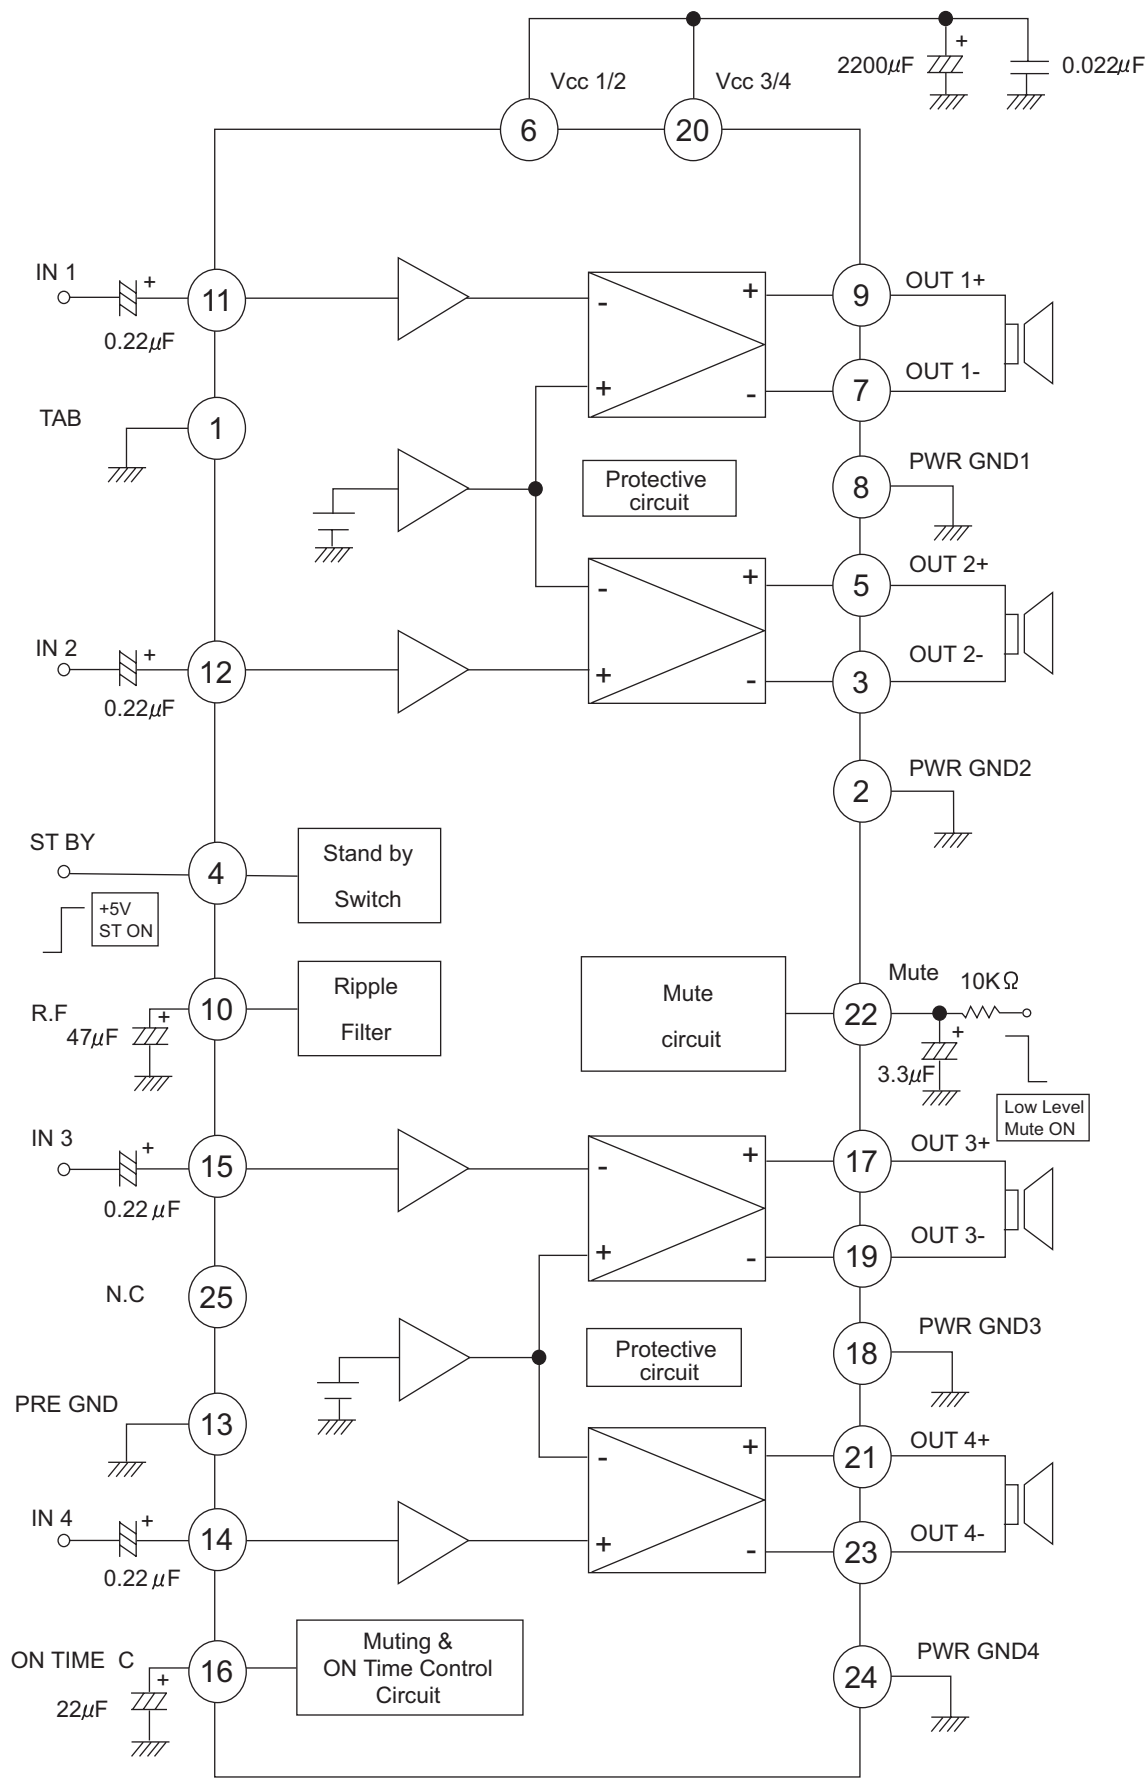 2200µF
0.022µF
Vcc 1/2
Vcc 3/4
6
20
IN 1
+
0.22µF
11
-
+
+
-
9
OUT 1+
7
OUT 1-
TAB
1
Protective
circuit
8
PWR GND1
IN 2
+
0.22µF
12
-
+
+
-
5
OUT 2+
3
OUT 2-
2
PWR GND2
ST BY
4
Stand by
Switch
+5V
ST ON
R.F
47µF
+
10
Ripple
Filter
Mute
circuit
22
Mute
10KΩ
+
3.3µF
Low Level
Mute ON
IN 3
+
0.22 µF
15
-
+
+
-
17
OUT 3+
19
OUT 3-
N.C
25
Protective
circuit
18
PWR GND3
PRE GND
13
IN 4
+
0.22 µF
14
-
+
+
-
21
OUT 4+
23
OUT 4-
ON TIME C
22µF
+
16
Muting &
ON Time Control
Circuit
24
PWR GND4
+